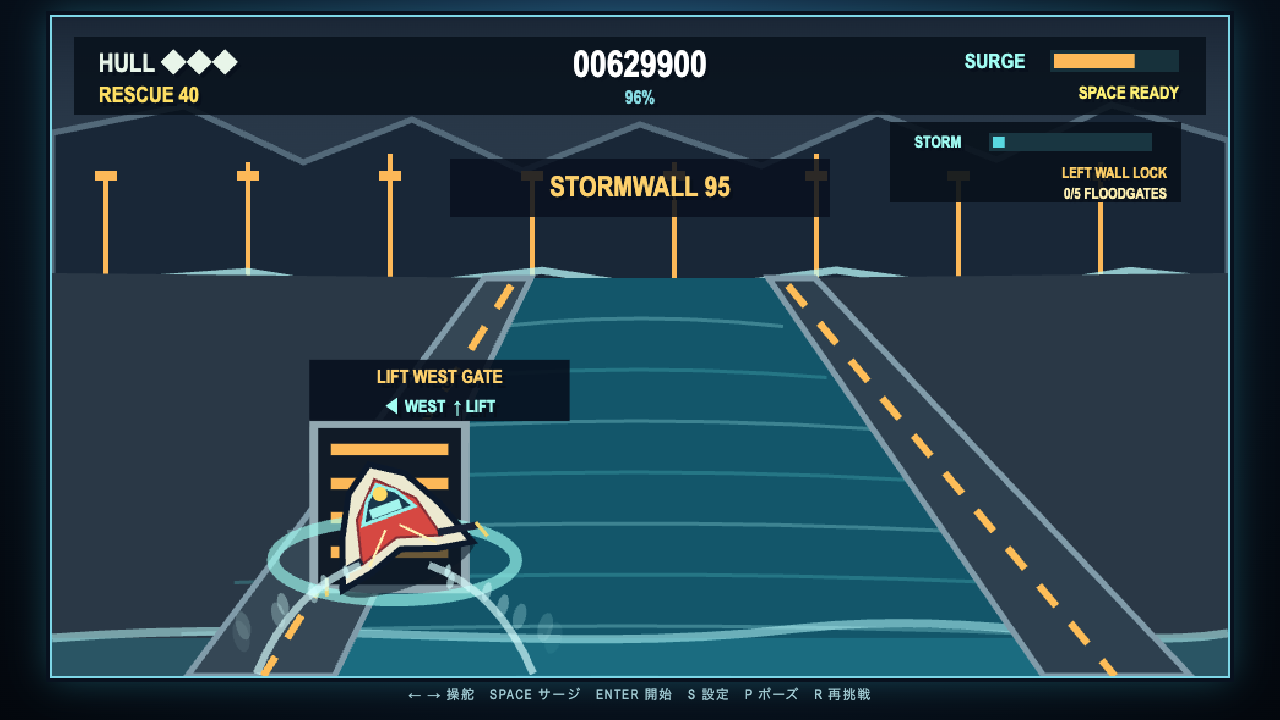 HULL
RESCUE 40
00629900
96%
SURGE
SPACE READY
STORM
LEFT WALL LOCK
0/5 FLOODGATES
STORMWALL 95
LIFT WEST GATE
◀ WEST ↑ LIFT
← → 操舵 SPACE サージ ENTER 開始 S 設定 P ポーズ R 再挑戦